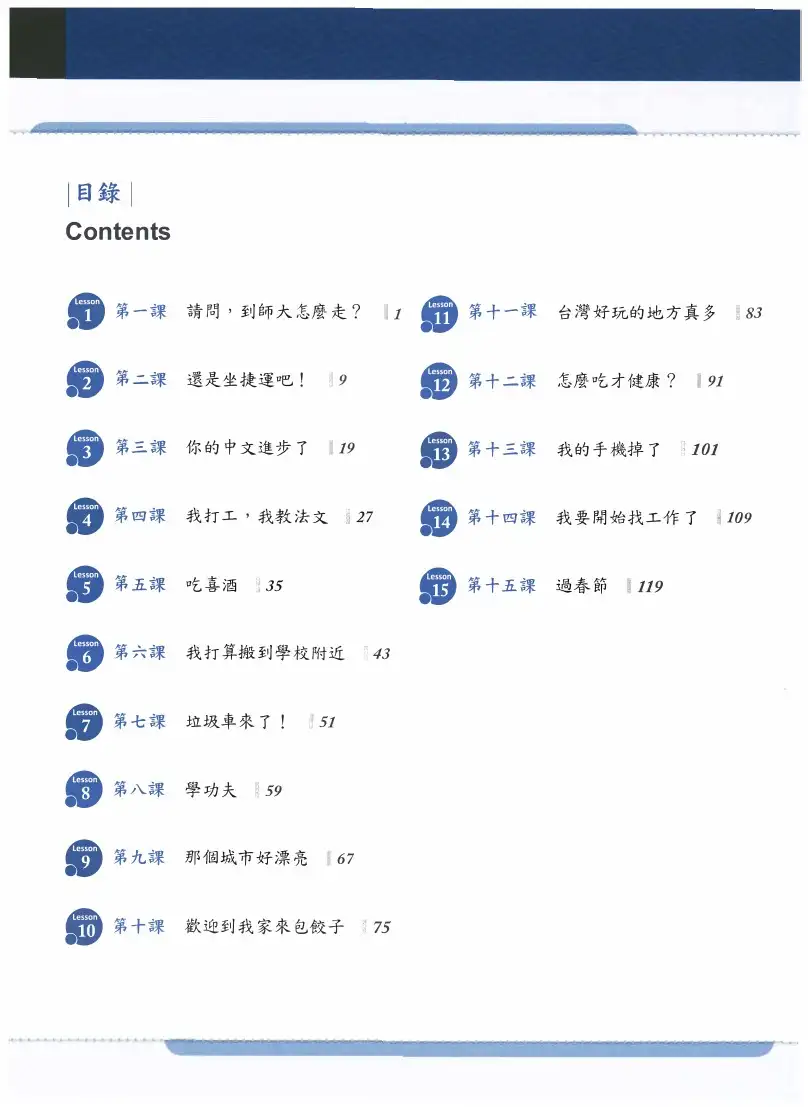 目錄
Contents
Lesson 1 第一課 請問，到師大怎麼走？ 1
Lesson 2 第二課 還是坐捷運吧！ 9
Lesson 3 第三課 你的中文進步了 19
Lesson 4 第四課 我打工，我教法文 27
Lesson 5 第五課 吃喜酒 35
Lesson 6 第六課 我打算搬到學校附近 43
Lesson 7 第七課 垃圾車來了！ 51
Lesson 8 第八課 學功夫 59
Lesson 9 第九課 那個城市好漂亮 67
Lesson 10 第十課 歡迎到我家來包餃子 75
Lesson 11 第十一課 台灣好玩的地方真多 83
Lesson 12 第十二課 怎麼吃才健康？ 91
Lesson 13 第十三課 我的手機掉了 101
Lesson 14 第十四課 我要開始找工作了 109
Lesson 15 第十五課 過春節 119